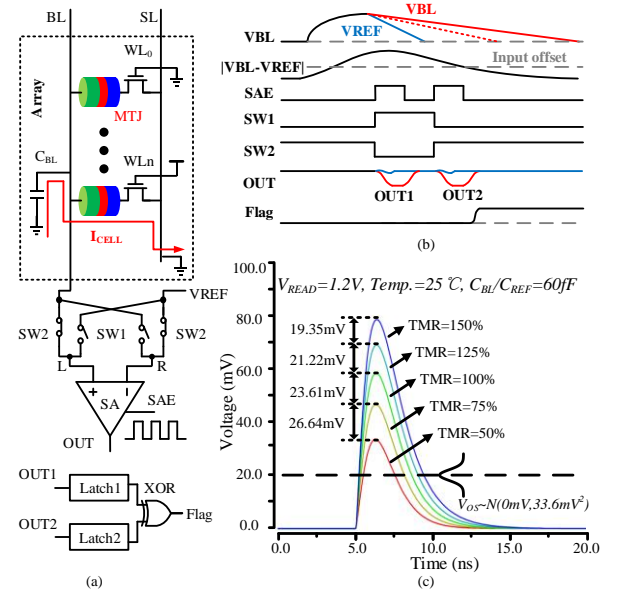 BL
SL
WL0
Array
MTJ
CBL
WLn
ICELL
VREF
SW2
SW1
SW2
L
R
+
−
SA
SAE
OUT
OUT1
Latch1
XOR
Flag
OUT2
Latch2
(a)
VBL
VREF
VBL
|VBL-VREF|
Input offset
SAE
SW1
SW2
OUT
OUT1
OUT2
Flag
(b)
100.0
80.0
60.0
40.0
20.0
0.0
Voltage (mV)
VREAD=1.2V, Temp.=25 ℃, CBL/CREF=60fF
19.35mV
21.22mV
23.61mV
26.64mV
TMR=150%
TMR=125%
TMR=100%
TMR=75%
TMR=50%
VOS~N(0mV,33.6mV²)
0.0
5.0
10.0
15.0
20.0
Time (ns)
(c)